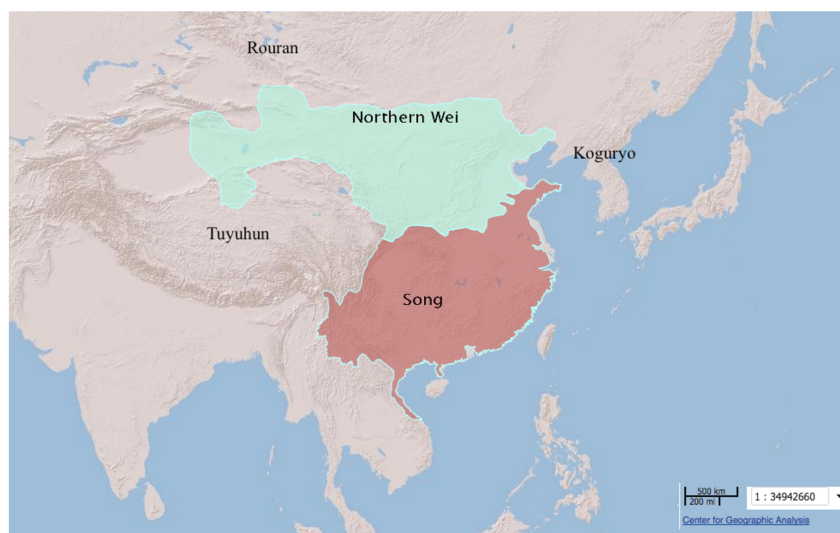 Rouran
Northern Wei
Koguryo
Tuyuhun
Song
500 km
200 mi
1 : 34942660
Center for Geographic Analysis